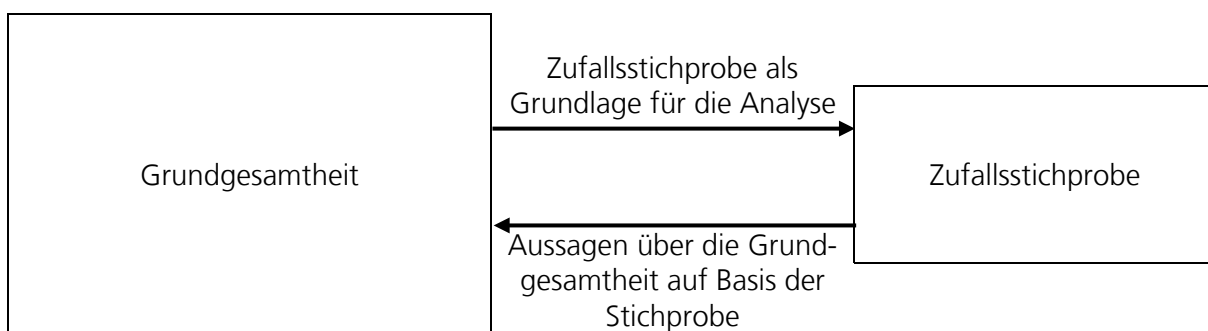 Grundgesamtheit
Zufallsstichprobe als
Grundlage für die Analyse
Aussagen über die Grund-
gesamtheit auf Basis der
Stichprobe
Zufallsstichprobe